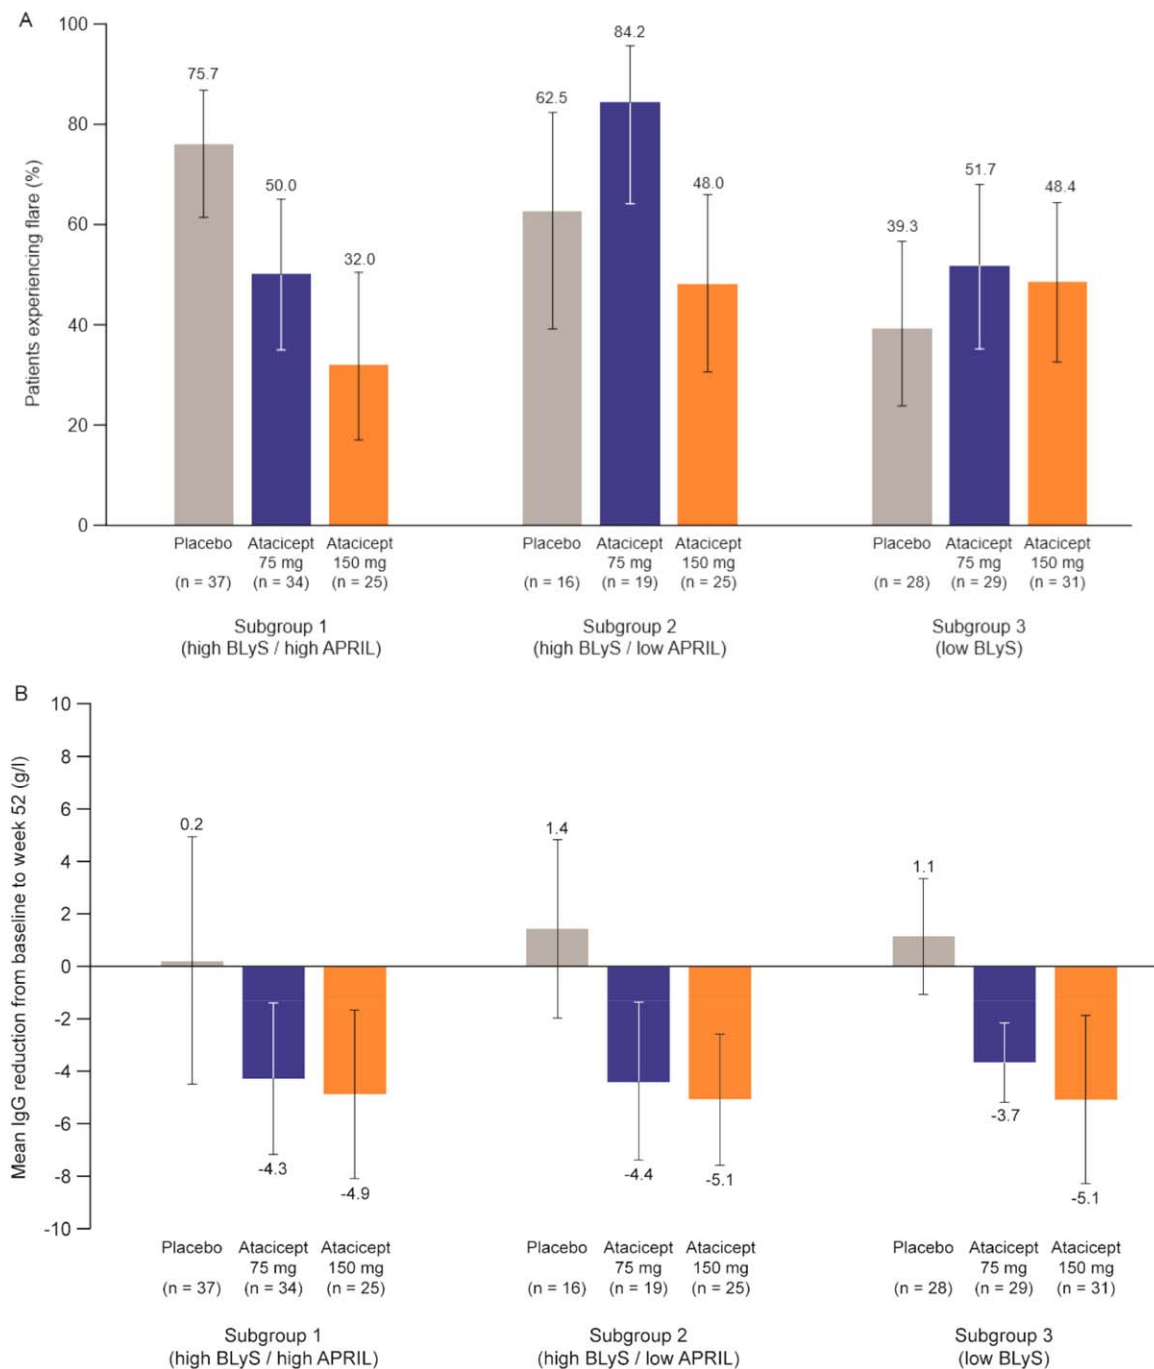 A
100
80
60
40
20
0
Patients experiencing flare (%)
75.7
50.0
32.0
62.5
84.2
48.0
39.3
51.7
48.4
Placebo Atacicept Atacicept Placebo Atacicept Atacicept Placebo Atacicept Atacicept
75 mg 150 mg 75 mg 150 mg 75 mg 150 mg
(n = 37) (n = 34) (n = 25) (n = 16) (n = 19) (n = 25) (n = 28) (n = 29) (n = 31)
Subgroup 1 Subgroup 2 Subgroup 3
(high BLyS / high APRIL) (high BLyS / low APRIL) (low BLyS)
B
10
8
6
4
2
0
-2
-4
-6
-8
-10
Mean IgG reduction from baseline to week 52 (g/l)
0.2
-4.3
-4.9
1.4
-4.4
-5.1
1.1
-3.7
-5.1
Placebo Atacicept Atacicept Placebo Atacicept Atacicept Placebo Atacicept Atacicept
75 mg 150 mg 75 mg 150 mg 75 mg 150 mg
(n = 37) (n = 34) (n = 25) (n = 16) (n = 19) (n = 25) (n = 28) (n = 29) (n = 31)
Subgroup 1 Subgroup 2 Subgroup 3
(high BLyS / high APRIL) (high BLyS / low APRIL) (low BLyS)